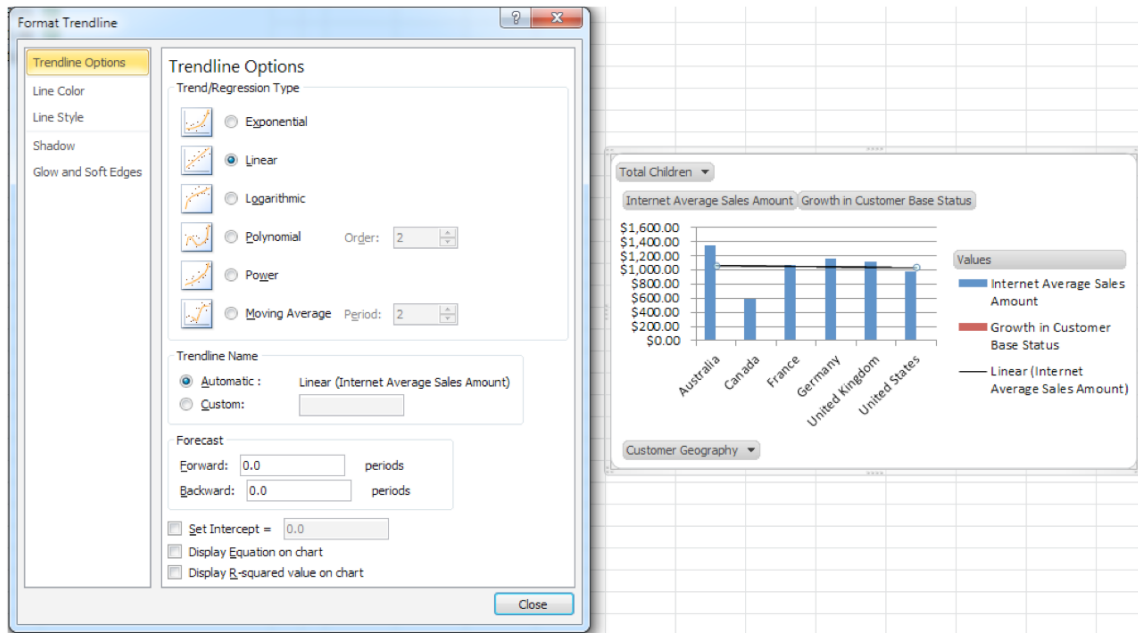 Format Trendline
Trendline Options
Line Color
Line Style
Shadow
Glow and Soft Edges
Trendline Options
Trend/Regression Type
Exponential
Linear
Logarithmic
Polynomial Order: 2
Power
Moving Average Period: 2
Trendline Name
Automatic : Linear (Internet Average Sales Amount)
Custom:
Forecast
Forward: 0.0 periods
Backward: 0.0 periods
Set Intercept = 0.0
Display Equation on chart
Display R-squared value on chart
Close
Total Children
Internet Average Sales Amount Growth in Customer Base Status
$1,600.00
$1,400.00
$1,200.00
$1,000.00
$800.00
$600.00
$400.00
$200.00
$0.00
Australia
Canada
France
Germany
United Kingdom
United States
Values
Internet Average Sales
Amount
Growth in Customer
Base Status
Linear (Internet
Average Sales Amount)
Customer Geography